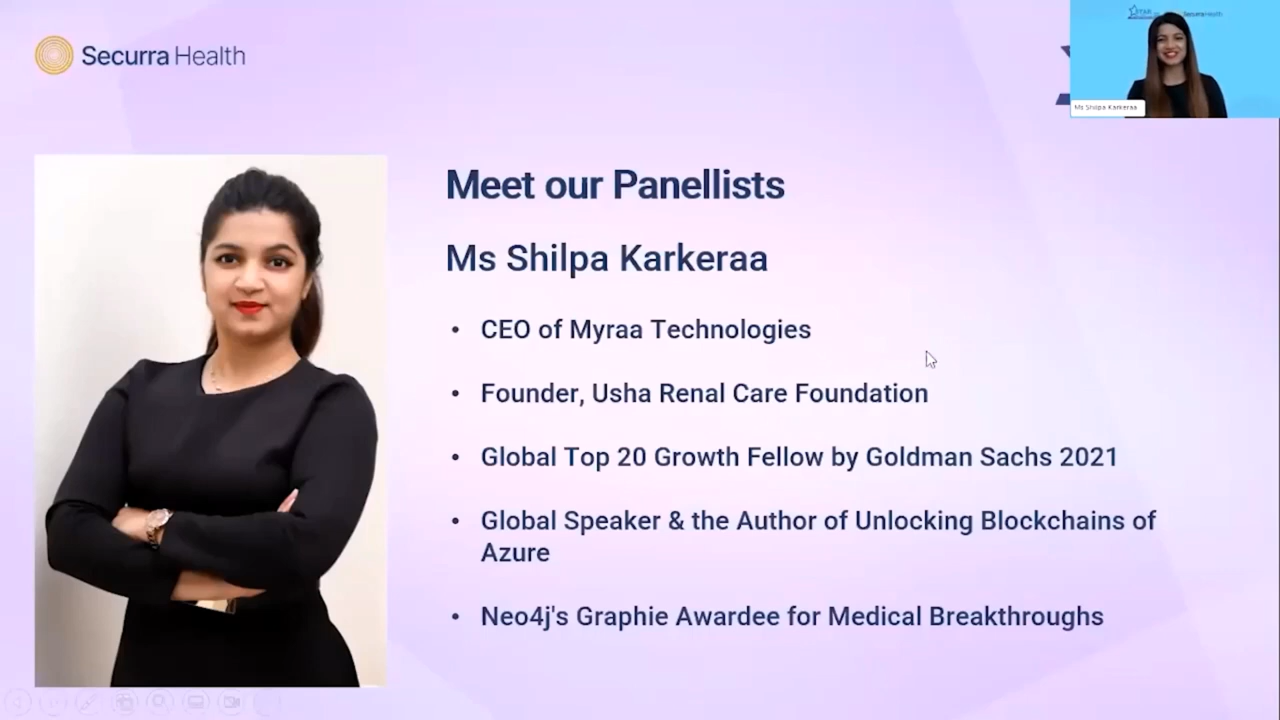 Securra Health
Ms Shilpa Karkeraa
Meet our Panellists
Ms Shilpa Karkeraa
• CEO of Myraa Technologies
• Founder, Usha Renal Care Foundation
• Global Top 20 Growth Fellow by Goldman Sachs 2021
• Global Speaker & the Author of Unlocking Blockchains of
Azure
• Neo4j's Graphie Awardee for Medical Breakthroughs